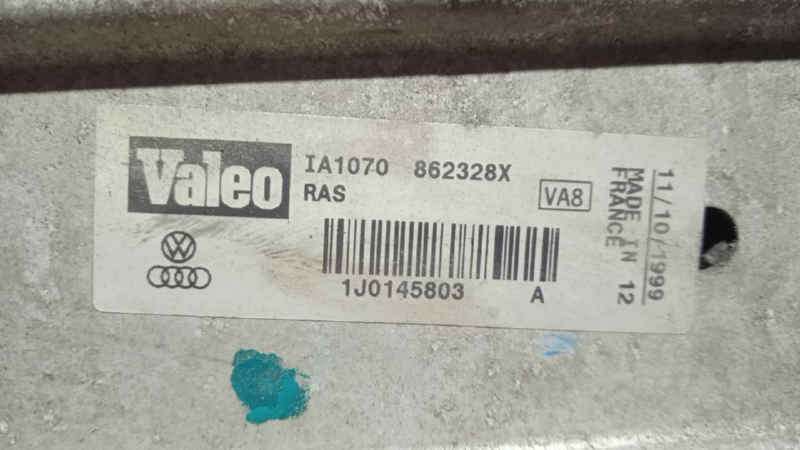 Valeo
IA1070 862328X
RAS
VA8
1J0145803 A
11/10/1999
MADE IN 12
FRANCE